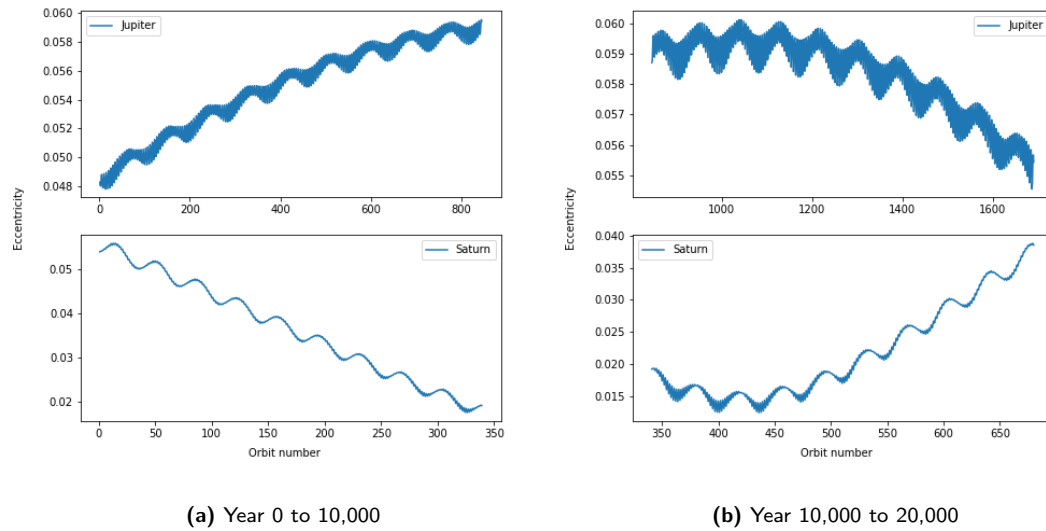 0.060
Jupiter
0.058
0.056
0.054
0.052
0.050
0.048
0 200 400 600 800
Eccentricity
Saturn
0.05
0.04
0.03
0.02
0 50 100 150 200 250 300 350
Orbit number
(a) Year 0 to 10,000
0.060
Jupiter
0.059
0.058
0.057
0.056
0.055
1000 1200 1400 1600
Eccentricity
0.040
Saturn
0.035
0.030
0.025
0.020
0.015
350 400 450 500 550 600 650
Orbit number
(b) Year 10,000 to 20,000